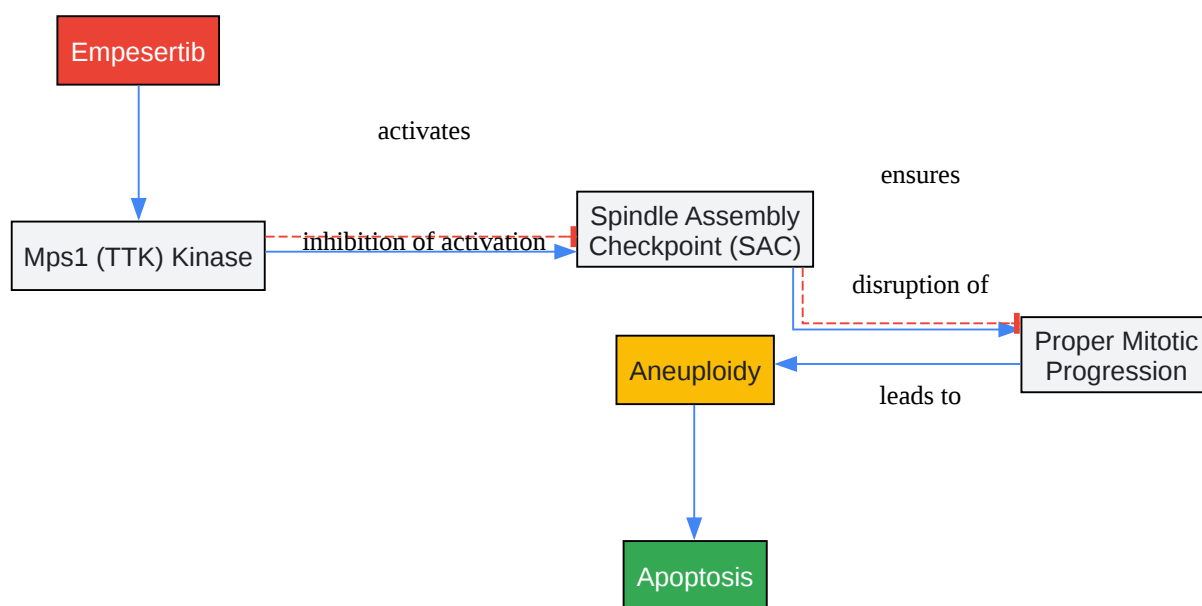 Empesertib
activates
ensures
Spindle Assembly
Checkpoint (SAC)
Mps1 (TTK) Kinase
inhibition of activation
disruption of
Proper Mitotic
Progression
Aneuploidy
leads to
Apoptosis